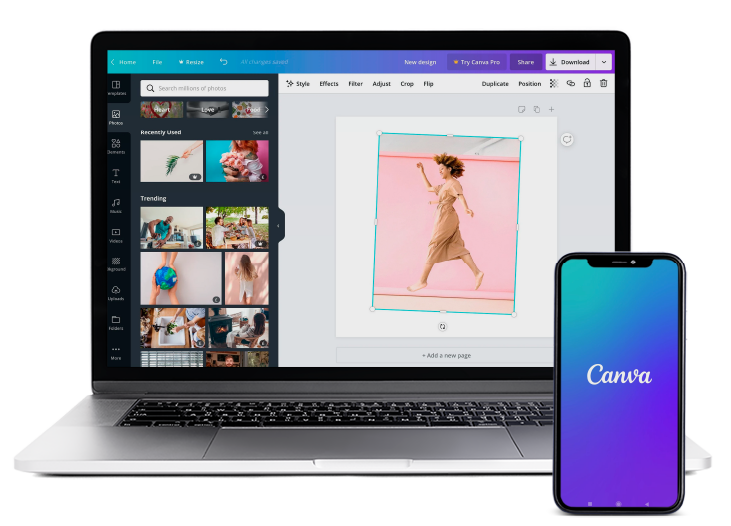 Home File Resize All changes saved New design Try Canva Pro Share Download
Search millions of photos
Style Effects Filter Adjust Crop Flip Duplicate Position
Templates
Heart Love Food
Photos
Recently Used See all
Elements
Text
Trending
Music
Videos
Bkground
Uploads
Folders
+ Add a new page
More
Canva